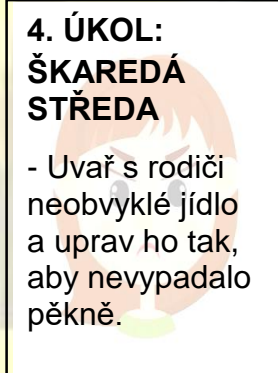 4. ÚKOL:
ŠKAREDÁ
STŘEDA
- Uvař s rodiči
neobvyklé jídlo
a uprav ho tak,
aby nevypadalo
pěkně.